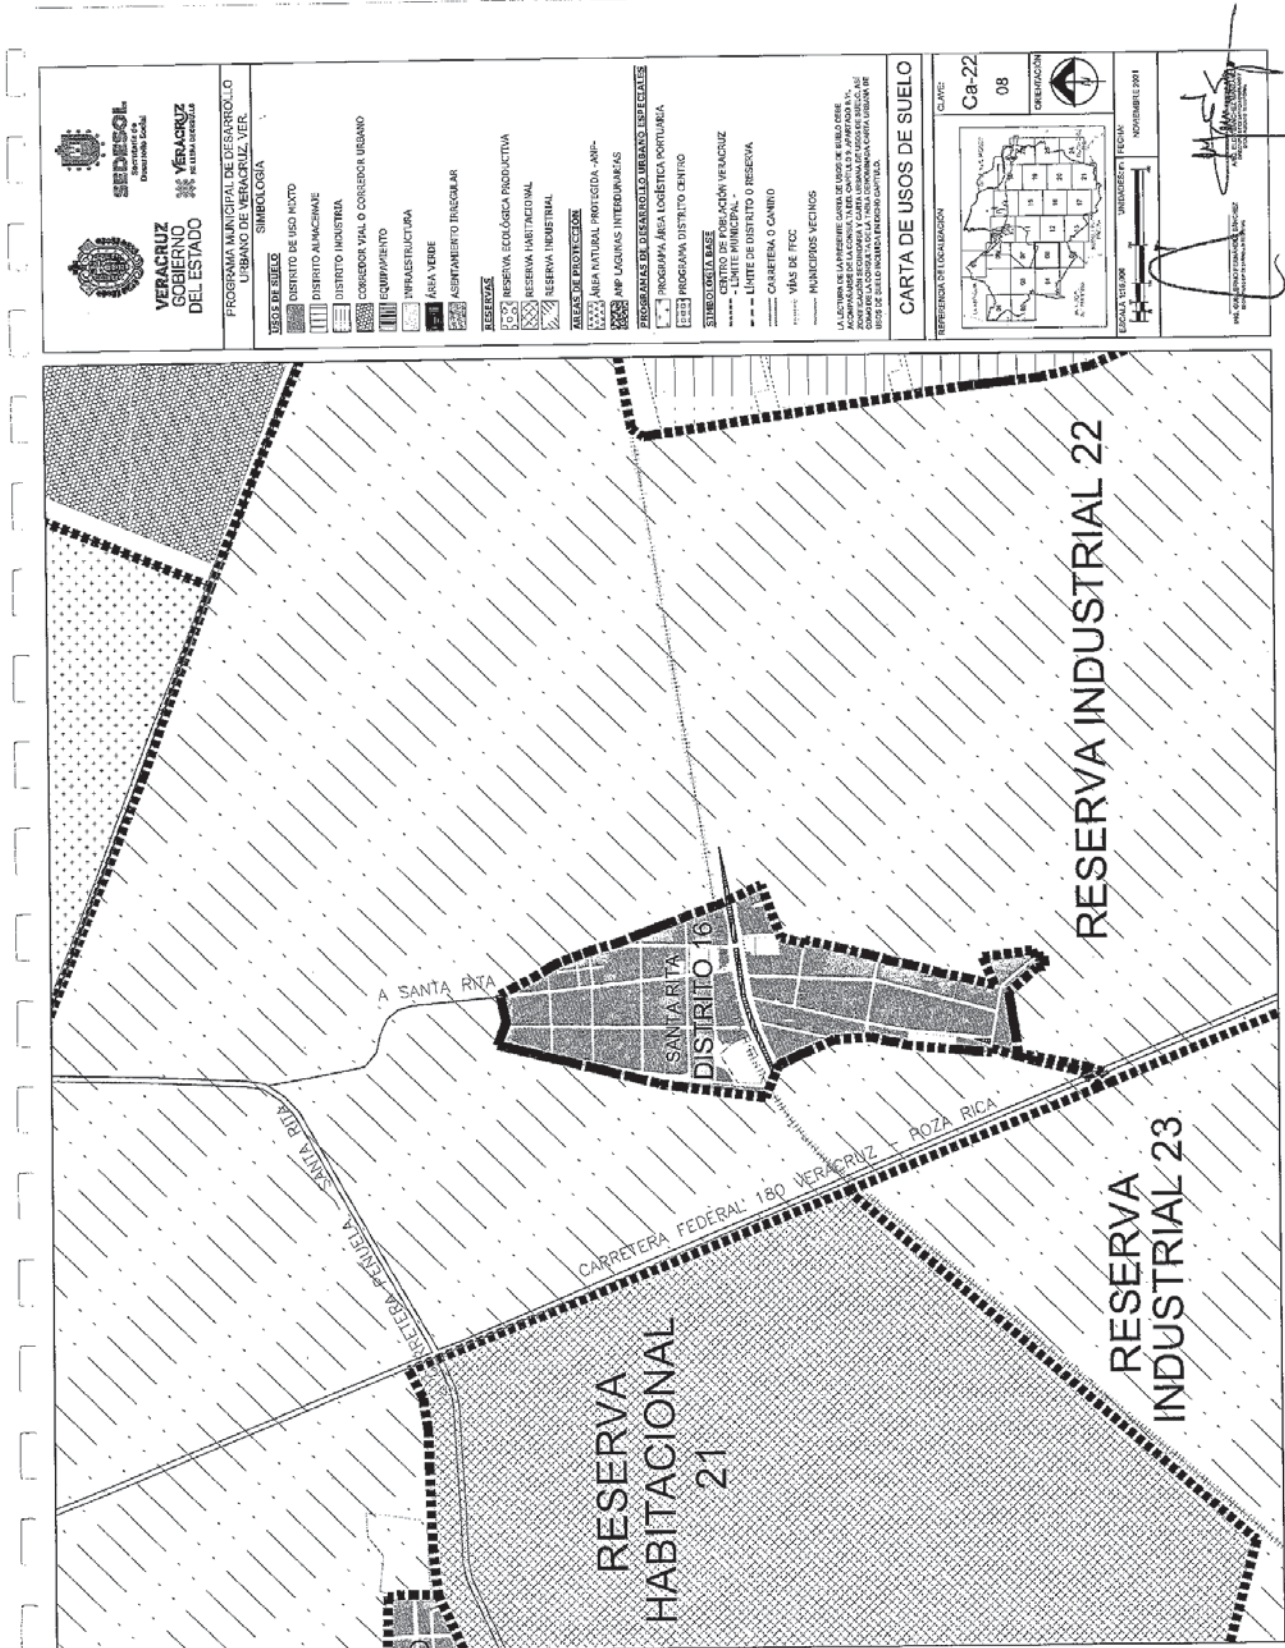 VERACRUZ
GOBIERNO
DEL ESTADO
SEDESOL
Secretaría de
Desarrollo Social
VERACRUZ
PROGRAMA MUNICIPAL DE DESARROLLO
URBANO DE VERACRUZ, VER.
SIMBOLOGÍA
USOS DE SUELO
DISTRITO DE USO MIXTO
DISTRITO ALMACENAJE
DISTRITO INDUSTRIA
CORREDOR VIAL O CORREDOR URBANO
EQUIPAMIENTO
INFRAESTRUCTURA
ÁREA VERDE
ASENTAMIENTO IRREGULAR
RESERVAS
RESERVA ECOLÓGICA PRODUCTIVA
RESERVA HABITACIONAL
RESERVA INDUSTRIAL
ÁREAS DE PROTECCIÓN
ÁREA NATURAL PROTEGIDA -ANP-
ANP LAGUNAS INTERDUNARIAS
PROGRAMAS DE DESARROLLO URBANO ESPECIALES
PROGRAMA ÁREA LOGÍSTICA PORTUARIA
PROGRAMA DISTRITO CENTRO
SIMBOLOGÍA BASE
CENTRO DE POBLACIÓN VERACRUZ
- LÍMITE MUNICIPAL -
LÍMITE DE DISTRITO O RESERVA
CARRETERA O CAMINO
VÍAS DE FFCC
MUNICIPIOS VECINOS
CARTA DE USOS DE SUELO
REFERENCIA DE LOCALIZACIÓN
CLAVE:
Ca-22
08
ORIENTACIÓN
FECHA:
NOVIEMBRE 2021
A SANTA RITA
SANTA RITA
DISTRITO 16
CARRETERA PEÑUELA - SANTA RITA
CARRETERA FEDERAL 180 VERACRUZ - POZA RICA
RESERVA INDUSTRIAL 22
RESERVA
INDUSTRIAL 23
RESERVA
HABITACIONAL
21